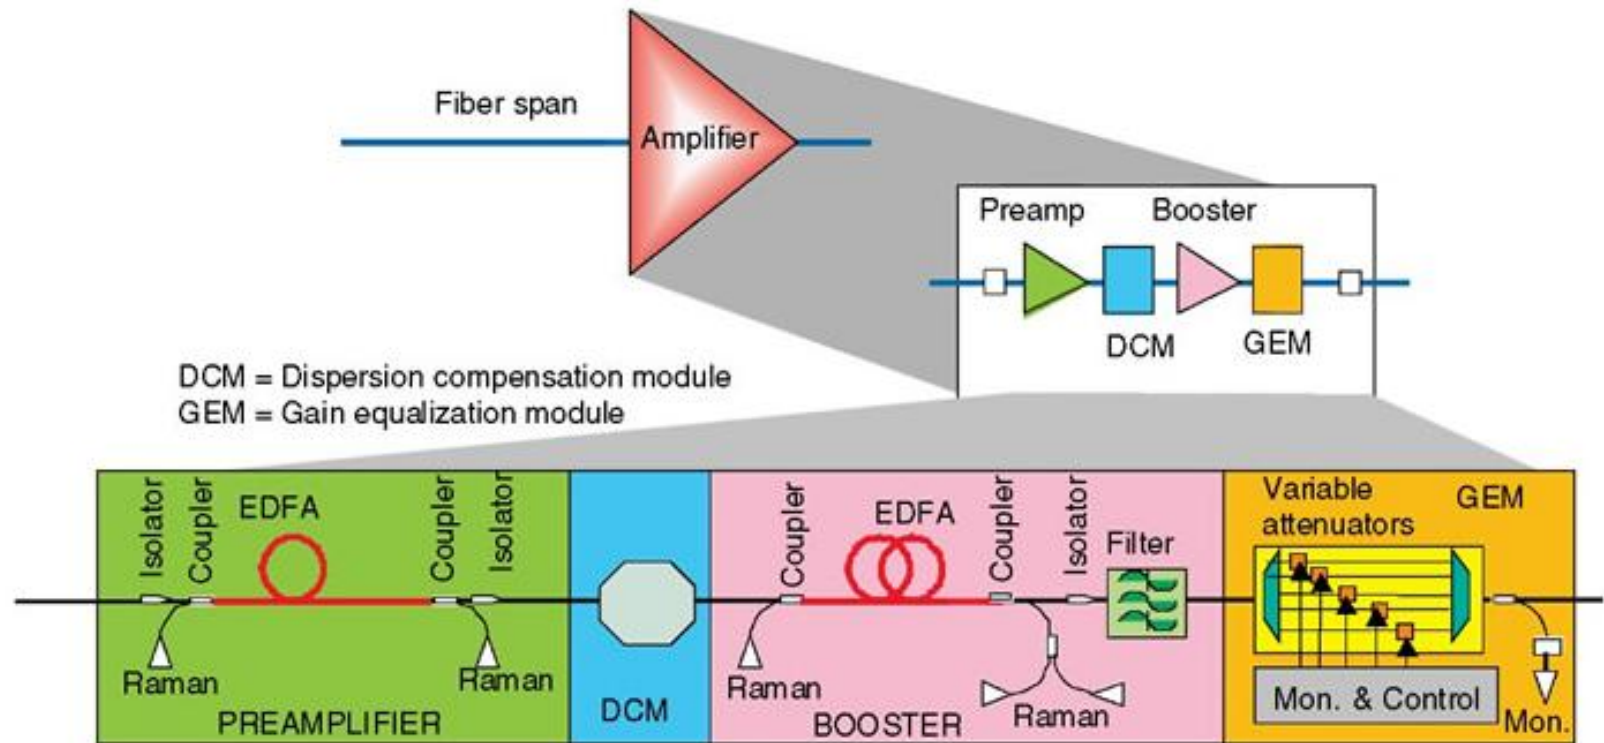 Fiber span
Amplifier
Preamp
Booster
DCM
GEM
DCM = Dispersion compensation module
GEM = Gain equalization module
Isolator
Coupler
EDFA
Coupler
Isolator
Raman
Raman
PREAMPLIFIER
DCM
Coupler
EDFA
Coupler
Isolator
Filter
Raman
Raman
BOOSTER
Variable
attenuators
GEM
Mon. & Control
Mon.